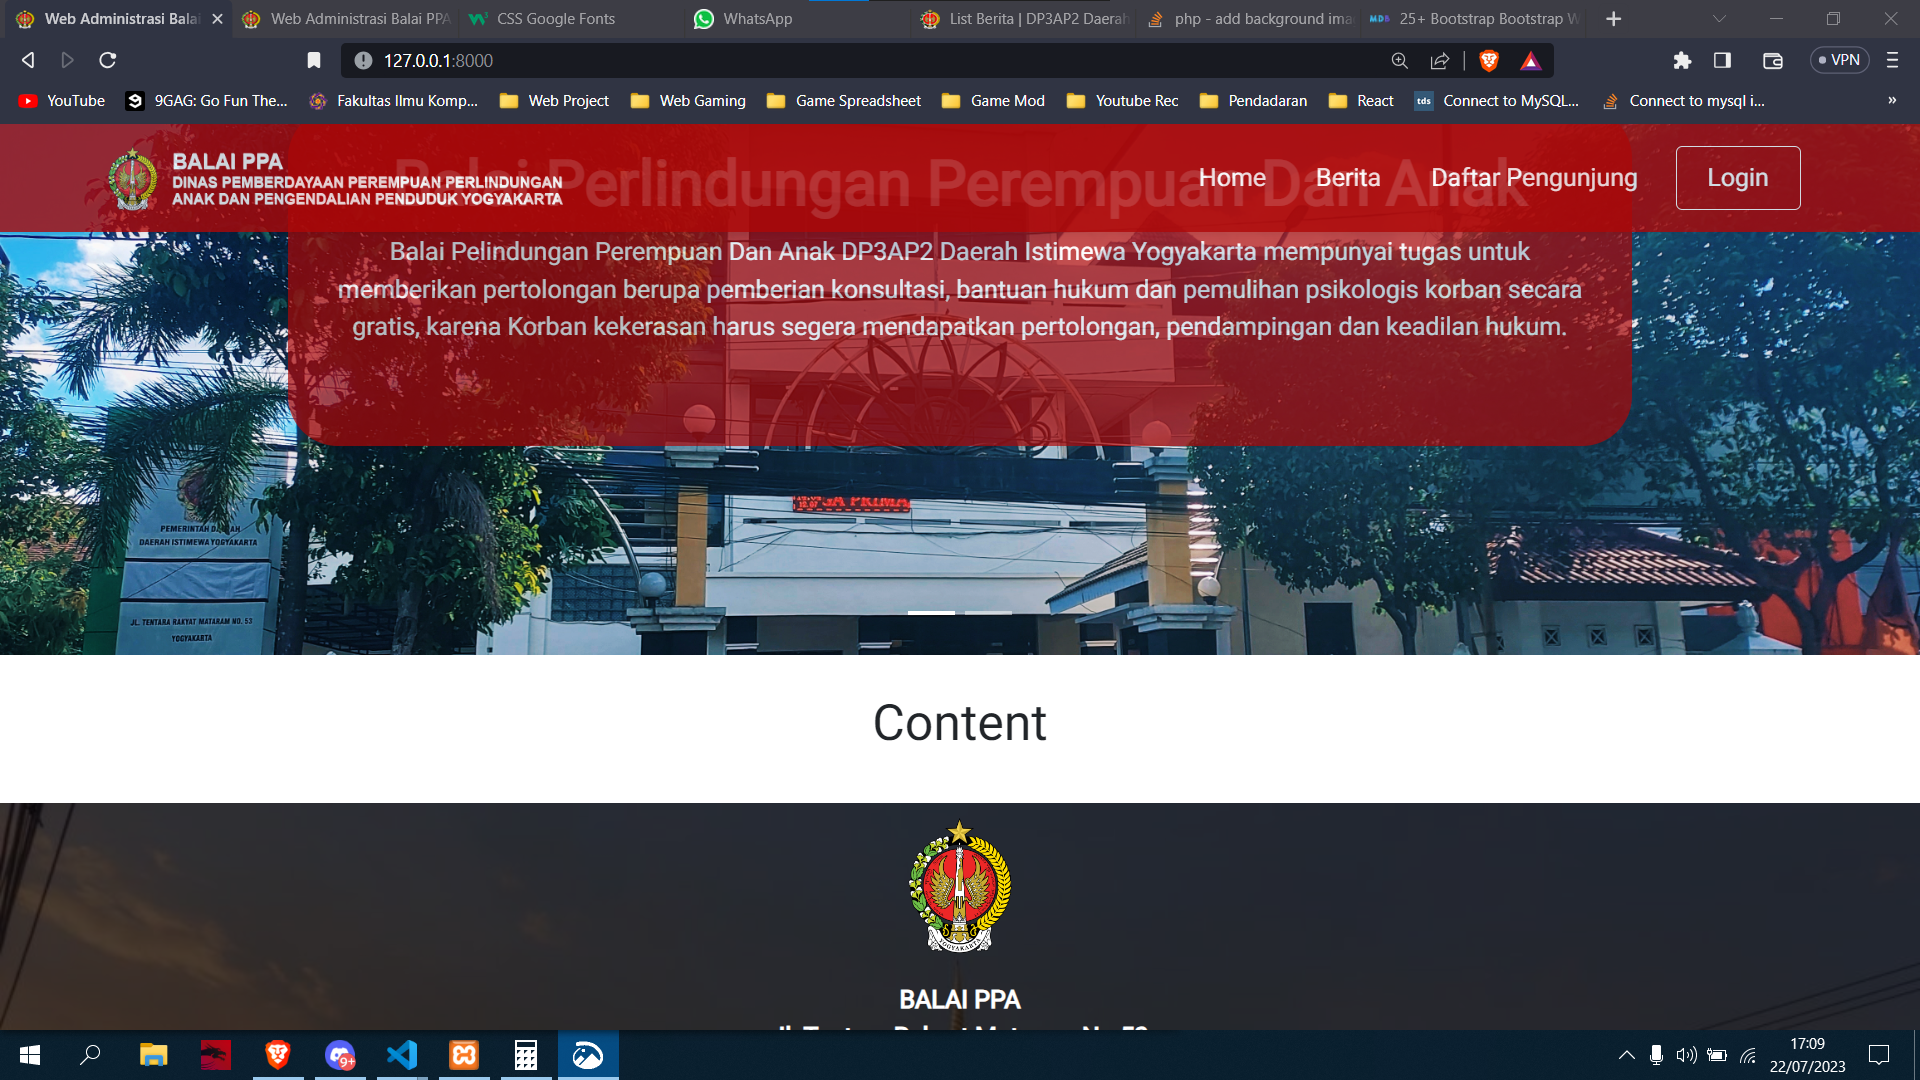 Web Administrasi Balai
Web Administrasi Balai PPA
CSS Google Fonts
WhatsApp
List Berita | DP3AP2 Daerah
php - add background ima
25+ Bootstrap Bootstrap W
127.0.0.1:8000
VPN
YouTube
9GAG: Go Fun The...
Fakultas Ilmu Komp...
Web Project
Web Gaming
Game Spreadsheet
Game Mod
Youtube Rec
Pendadaran
React
tds
Connect to MySQL...
Connect to mysql i...
»
BALAI PPA
DINAS PEMBERDAYAAN PEREMPUAN PERLINDUNGAN
ANAK DAN PENGENDALIAN PENDUDUK YOGYAKARTA
Home
Berita
Daftar Pengunjung
Login
Balai Perlindungan Perempuan Dan Anak
Balai Pelindungan Perempuan Dan Anak DP3AP2 Daerah Istimewa Yogyakarta mempunyai tugas untuk
memberikan pertolongan berupa pemberian konsultasi, bantuan hukum dan pemulihan psikologis korban secara
gratis, karena Korban kekerasan harus segera mendapatkan pertolongan, pendampingan dan keadilan hukum.
PEMERINTAH DAERAH
DAERAH ISTIMEWA YOGYAKARTA
JL. TENTARA RAKYAT MATARAM NO. 53
YOGYAKARTA
PRIMA
Content
YOGYAKARTA
BALAI PPA
9+
17:09
22/07/2023